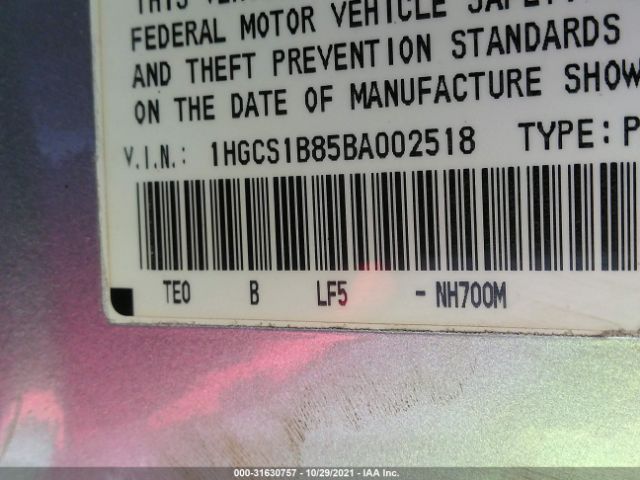 THIS
FEDERAL MOTOR VEHICLE
AND THEFT PREVENTION STANDARDS
ON THE DATE OF MANUFACTURE SHOW
V.I.N.: 1HGCS1B85BA002518 TYPE:P
TE0 B LF5 -NH700M
000-31630757 - 10/29/2021 - IAA Inc.